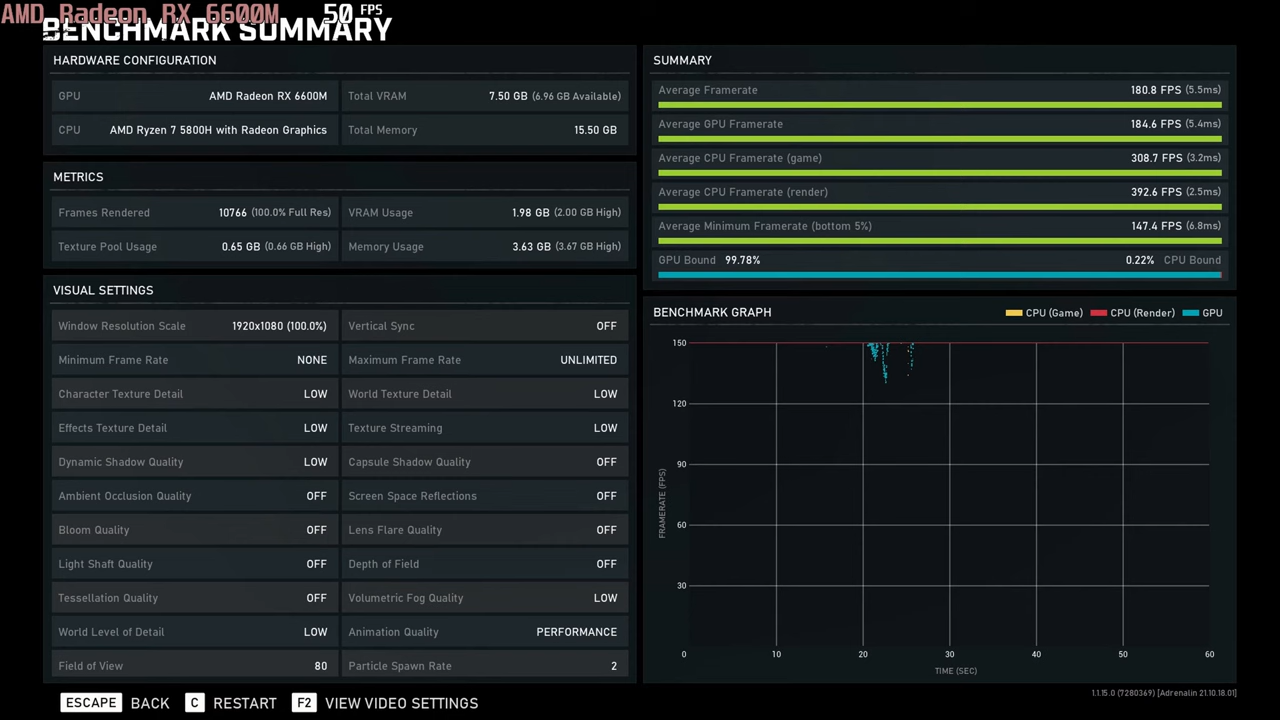 AMD Radeon RX 6600M 50 FPS
BENCHMARK SUMMARY
HARDWARE CONFIGURATION
GPU AMD Radeon RX 6600M Total VRAM 7.50 GB (6.96 GB Available)
CPU AMD Ryzen 7 5800H with Radeon Graphics Total Memory 15.50 GB
METRICS
Frames Rendered 10766 (100.0% Full Res) VRAM Usage 1.98 GB (2.00 GB High)
Texture Pool Usage 0.65 GB (0.66 GB High) Memory Usage 3.63 GB (3.67 GB High)
VISUAL SETTINGS
Window Resolution Scale 1920x1080 (100.0%) Vertical Sync OFF
Minimum Frame Rate NONE Maximum Frame Rate UNLIMITED
Character Texture Detail LOW World Texture Detail LOW
Effects Texture Detail LOW Texture Streaming LOW
Dynamic Shadow Quality LOW Capsule Shadow Quality OFF
Ambient Occlusion Quality OFF Screen Space Reflections OFF
Bloom Quality OFF Lens Flare Quality OFF
Light Shaft Quality OFF Depth of Field OFF
Tessellation Quality OFF Volumetric Fog Quality LOW
World Level of Detail LOW Animation Quality PERFORMANCE
Field of View 80 Particle Spawn Rate 2
SUMMARY
Average Framerate 180.8 FPS (5.5ms)
Average GPU Framerate 184.6 FPS (5.4ms)
Average CPU Framerate (game) 308.7 FPS (3.2ms)
Average CPU Framerate (render) 392.6 FPS (2.5ms)
Average Minimum Framerate (bottom 5%) 147.4 FPS (6.8ms)
GPU Bound 99.78% 0.22% CPU Bound
BENCHMARK GRAPH CPU (Game) CPU (Render) GPU
150
120
90
60
30
FRAMERATE (FPS)
0 10 20 30 40 50 60
TIME (SEC)
ESCAPE BACK C RESTART F2 VIEW VIDEO SETTINGS
1.1.15.0 (7280369) [Adrenalin 21.10.18.01]